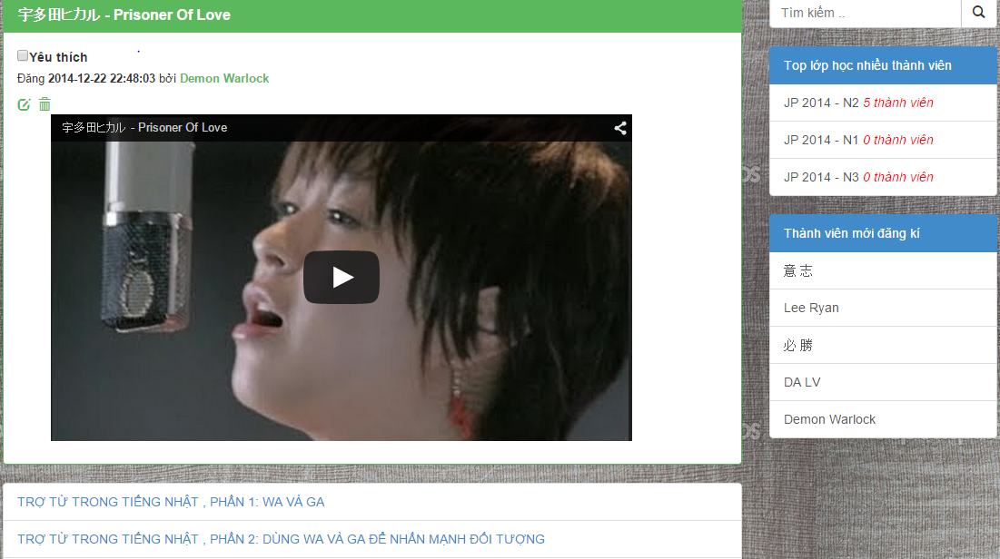 宇多田ヒカル - Prisoner Of Love
Yêu thích
Đăng 2014-12-22 22:48:03 bởi Demon Warlock
宇多田ヒカル - Prisoner Of Love
TRỢ TỪ TRONG TIẾNG NHẬT , PHẦN 1: WA VÀ GA
TRỢ TỪ TRONG TIẾNG NHẬT , PHẦN 2: DÙNG WA VÀ GA ĐỂ NHẤN MẠNH ĐỐI TƯỢNG
Tìm kiếm ..
Top lớp học nhiều thành viên
JP 2014 - N2 5 thành viên
JP 2014 - N1 0 thành viên
JP 2014 - N3 0 thành viên
Thành viên mới đăng kí
意 志
Lee Ryan
必 勝
DA LV
Demon Warlock